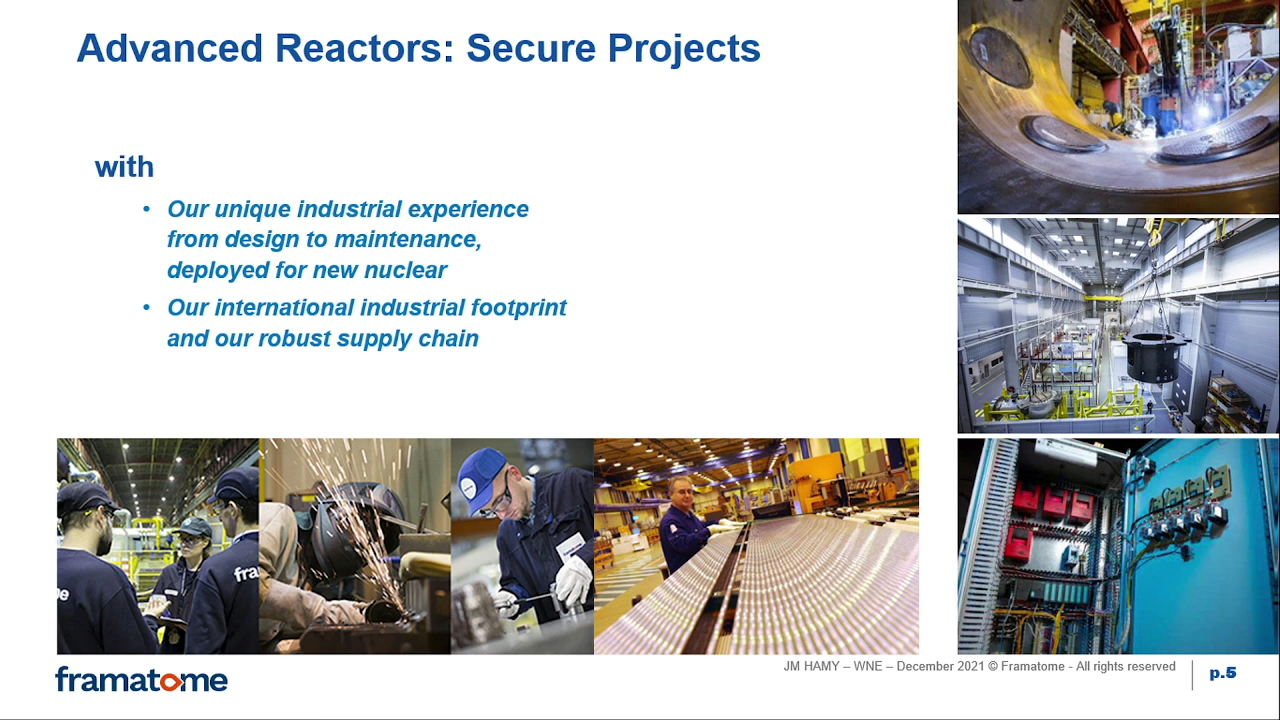 Advanced Reactors: Secure Projects
with
• Our unique industrial experience
from design to maintenance,
deployed for new nuclear
• Our international industrial footprint
and our robust supply chain
fra
framatome
JM HAMY – WNE – December 2021 © Framatome - All rights reserved
p.5